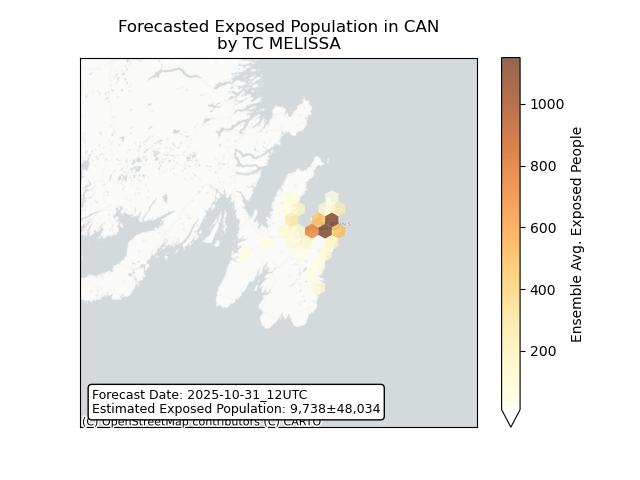 Forecasted Exposed Population in CAN
by TC MELISSA
1000
800
600
400
200
Ensemble Avg. Exposed People
Forecast Date: 2025-10-31_12UTC
Estimated Exposed Population: 9,738±48,034
(C) OpenStreetMap contributors (C) CARTO